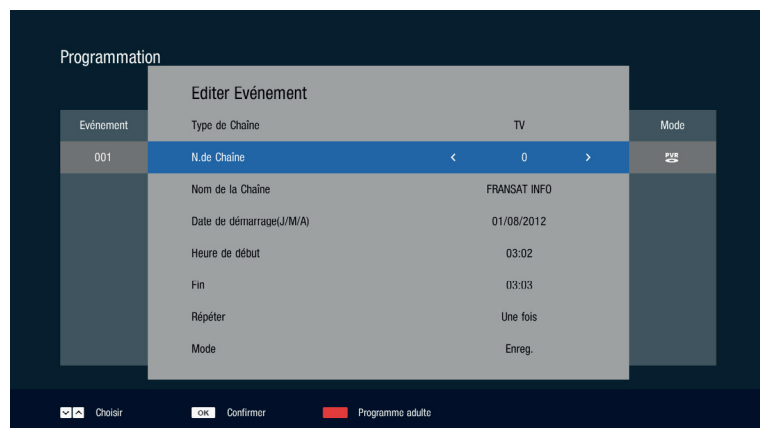 Programmation
Editer Evénement
Evénement
Type de Chaîne TV
Mode
001
N.de Chaîne < 0 >
PVR
Nom de la Chaîne FRANSAT INFO
Date de démarrage(J/M/A) 01/08/2012
Heure de début 03:02
Fin 03:03
Répéter Une fois
Mode Enreg.
Choisir
OK Confirmer
Programme adulte